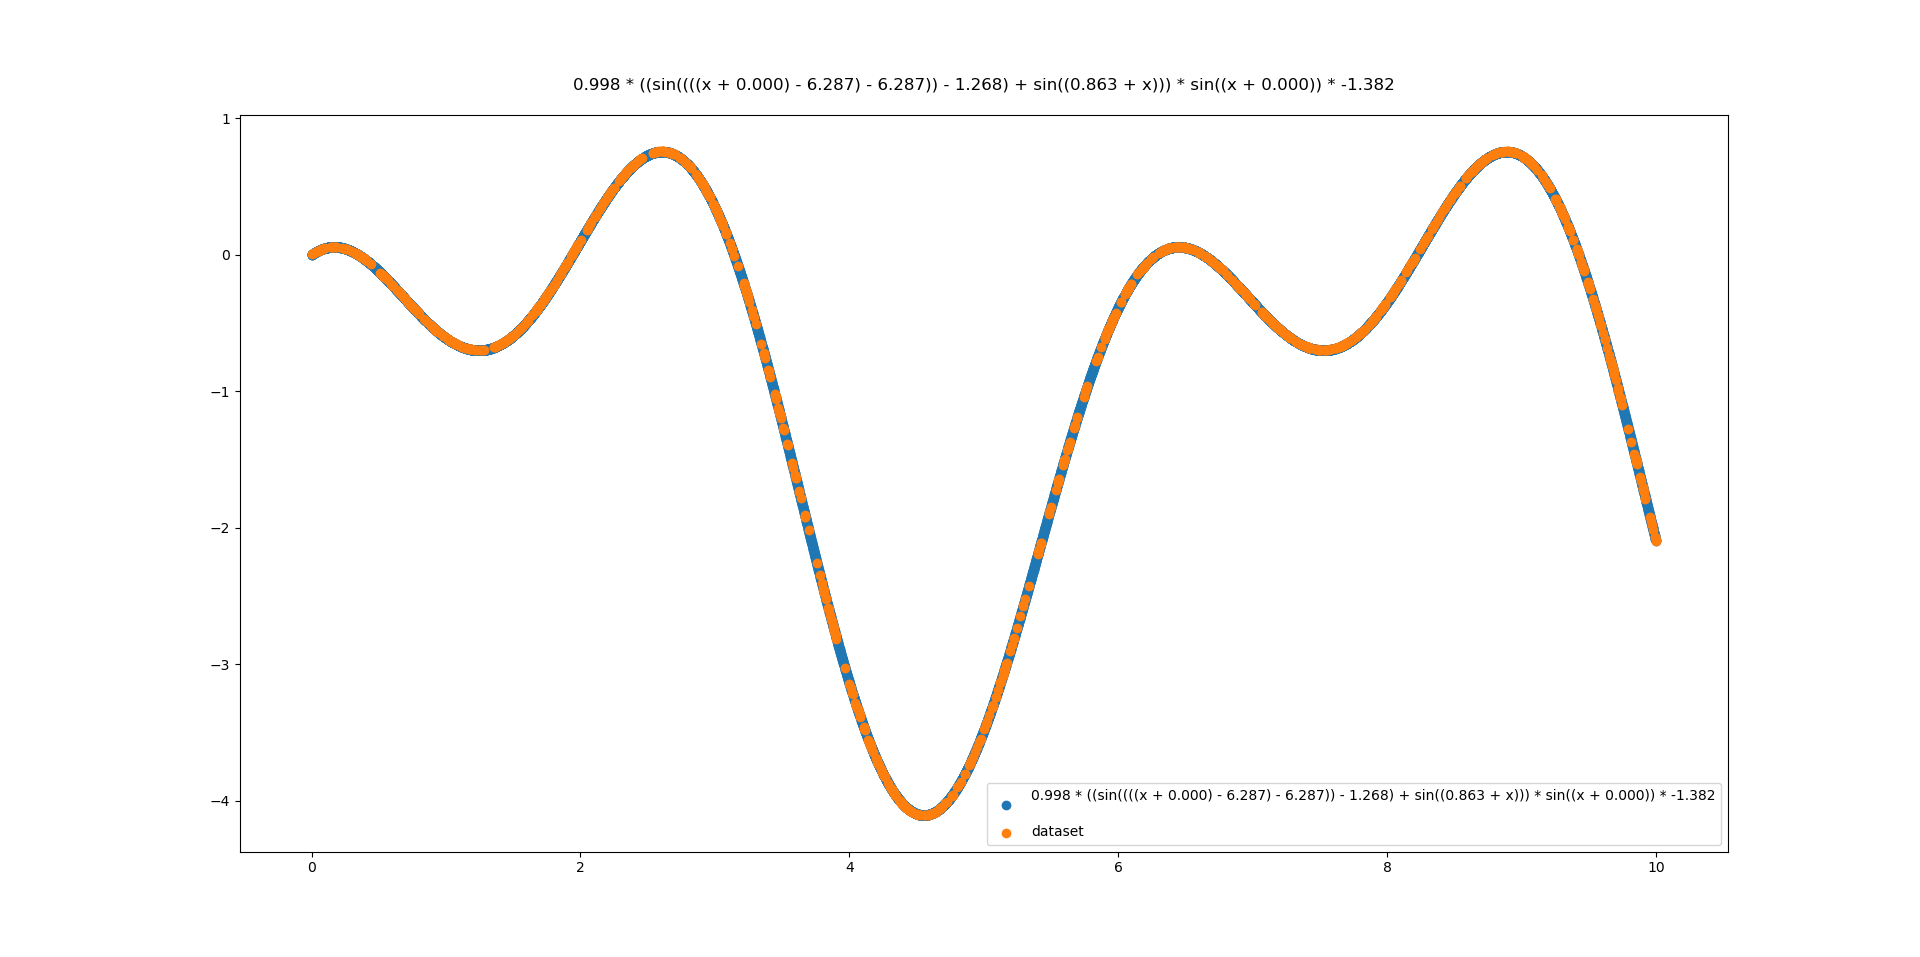 0.998 * ((sin((((x + 0.000) - 6.287) - 6.287)) - 1.268) + sin((0.863 + x))) * sin((x + 0.000)) * -1.382
1
0
−1
−2
−3
−4
0.998 * ((sin((((x + 0.000) - 6.287) - 6.287)) - 1.268) + sin((0.863 + x))) * sin((x + 0.000)) * -1.382
dataset
0 2 4 6 8 10